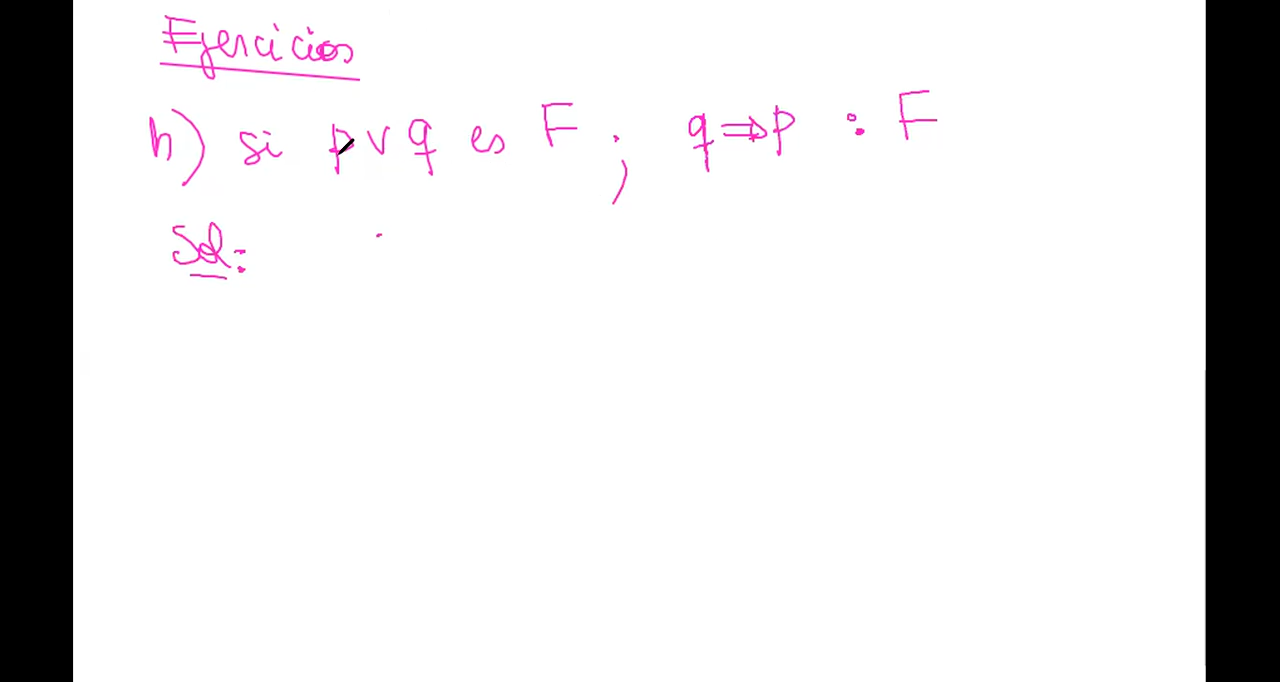 Ejercicios
h) si p ∨ q es F ; q ⇒ p : F
Sol: